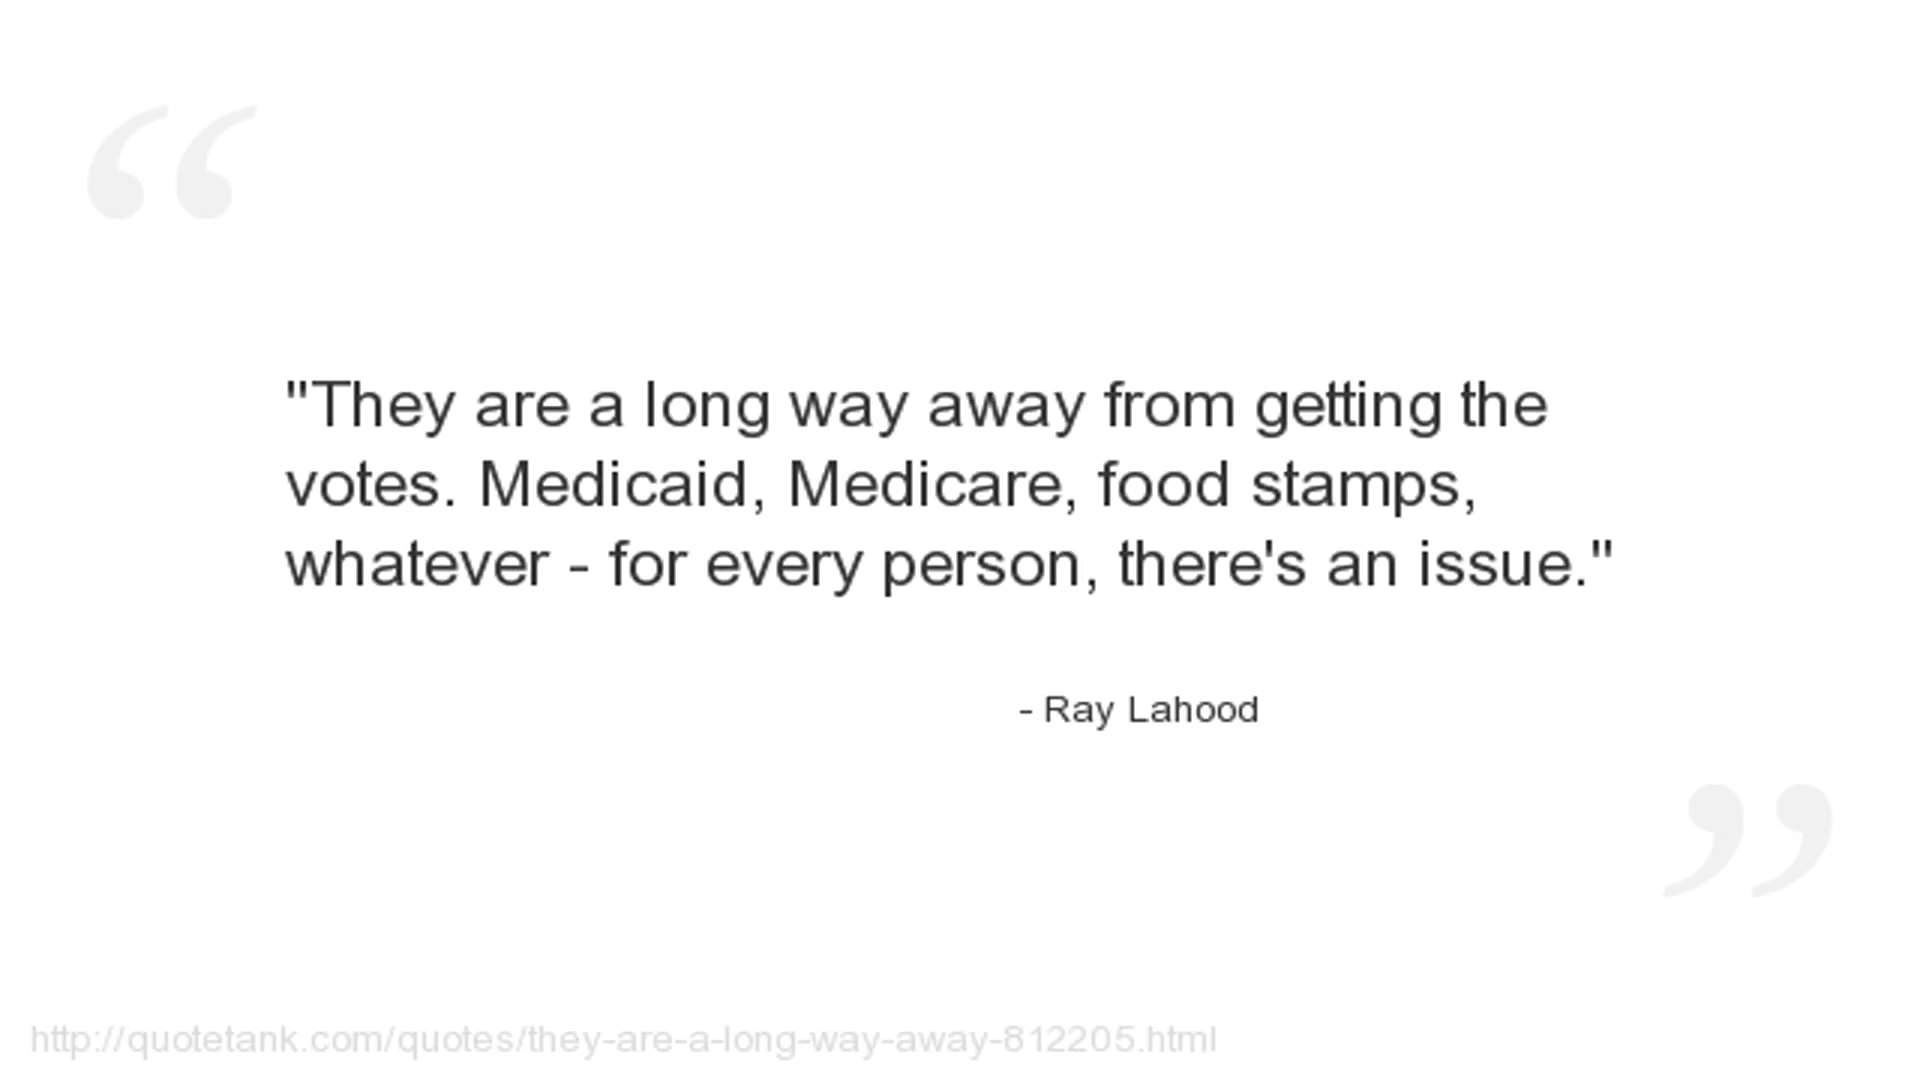 "They are a long way away from getting the
votes. Medicaid, Medicare, food stamps,
whatever - for every person, there's an issue."
- Ray Lahood
http://quotetank.com/quotes/they-are-a-long-way-away-812205.html